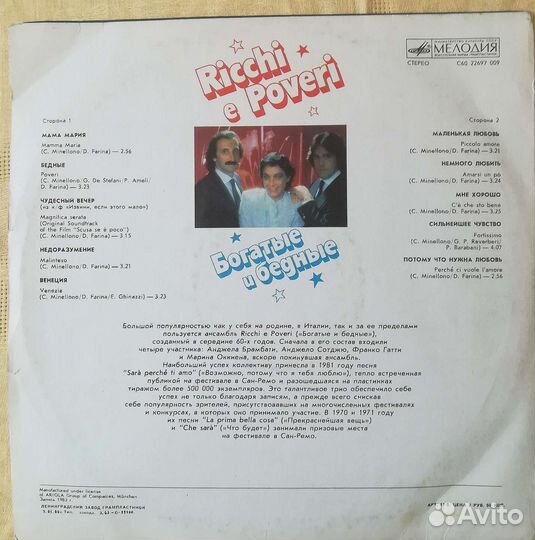 Ricchi
e Poveri
МИНИСТЕРСТВО КУЛЬТУРЫ СССР
МЕЛОДИЯ
СТЕРЕО С60 22697 009
Сторона 1
МАМА МАРИЯ
Mamma Maria
(C. Minellono/D. Farina) — 2.56
БЕДНЫЕ
Poveri
(C. Minellono/G. De Stefani/P. Ameli/
D. Farina) — 3.23
ЧУДЕСНЫЙ ВЕЧЕР
(из к/ф «Извини, если этого мало»)
Magnifica serata
(Original Soundtrack
of the Film "Scusa se è poco")
(C. Minellono/D. Farina) — 3.15
НЕДОРАЗУМЕНИЕ
Malinteso
(C. Minellono/D. Farina) — 3.21
ВЕНЕЦИЯ
Venezia
(C. Minellono/D. Farina/E. Ghinazzi) — 3.23
Сторона 2
МАЛЕНЬКАЯ ЛЮБОВЬ
Piccolo amore
(C. Minellono/D. Farina) — 3.21
НЕМНОГО ЛЮБИТЬ
Amarsi un pò
(C. Minellono/D. Farina) — 3.24
МНЕ ХОРОШО
C'è che sto bene
(C. Minellono/D. Farina) — 3.25
СИЛЬНЕЙШЕЕ ЧУВСТВО
Fortissimo
(C. Minellono/G. P. Reverberi/
P. Barabani) — 4.07
ПОТОМУ ЧТО НУЖНА ЛЮБОВЬ
Perché ci vuole l'amore
(C. Minellono/D. Farina) — 2.56
Богатые
и бедные
Большой популярностью как у себя на родине, в Италии, так и за ее пределами
пользуется ансамбль Ricchi e Poveri («Богатые и бедные»),
созданный в середине 60-х годов. Сначала в его состав входили
четыре участника: Анджела Брамбати, Анджело Сотджю, Франко Гатти
и Марина Оккиена, вскоре покинувшая ансамбль.
Наибольший успех коллективу принесла в 1981 году песня
"Sarà perché ti amo" («Возможно, потому что я тебя люблю»), тепло встреченная
публикой на фестивале в Сан-Ремо и разошедшаяся на пластинках
тиражом более 500 000 экземпляров. Это талантливое трио обеспечило себе
успех не только благодаря записям, а прежде всего снискав
себе популярность зрителей, присутствовавших на многочисленных фестивалях
и конкурсах, в которых оно принимало участие. В 1970 и 1971 году
их песни "La prima bella cosa" («Прекраснейшая вещь»)
и "Che sarà" («Что будет») занимали призовые места
на фестивале в Сан-Ремо.
Manufactured under license
of ARIOLA Group of Companies, München.
Запись 1983 г.
ЛЕНИНГРАДСКИЙ ЗАВОД ГРАМПЛАСТИНОК
Avito